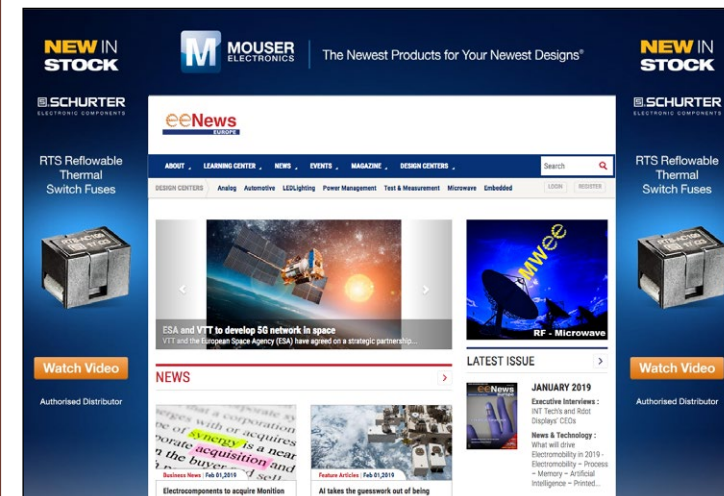 NEW IN
STOCK
SCHURTER
ELECTRONIC COMPONENTS
RTS Reflowable
Thermal
Switch Fuses
Watch Video
Authorised Distributor
M MOUSER
ELECTRONICS
The Newest Products for Your Newest Designs®
eeNews
EUROPE
ABOUT LEARNING CENTER NEWS EVENTS MAGAZINE DESIGN CENTERS
Search
DESIGN CENTERS Analog Automotive LEDLighting Power Management Test & Measurement Microwave Embedded
LOGIN REGISTER
ESA and VTT to develop 5G network in space
VTT and the European Space Agency (ESA) have agreed on a strategic partnership...
MWee
RF - Microwave
NEWS
synergy is a near
acquisition and
the buyer and sell
Business News | Feb 01,2019
Electrocomponents to acquire Monition
Feature Articles | Feb 01,2019
AI takes the guesswork out of being
LATEST ISSUE
eeNews
JANUARY 2019
Executive Interviews :
INT Tech's and Rdot
Displays' CEOs
News & Technology :
What will drive
Electromobility in 2019 -
Electromobility – Process
– Memory – Artificial
Intelligence – Printed...
NEW IN
STOCK
SCHURTER
ELECTRONIC COMPONENTS
RTS Reflowable
Thermal
Switch Fuses
Watch Video
Authorised Distributor